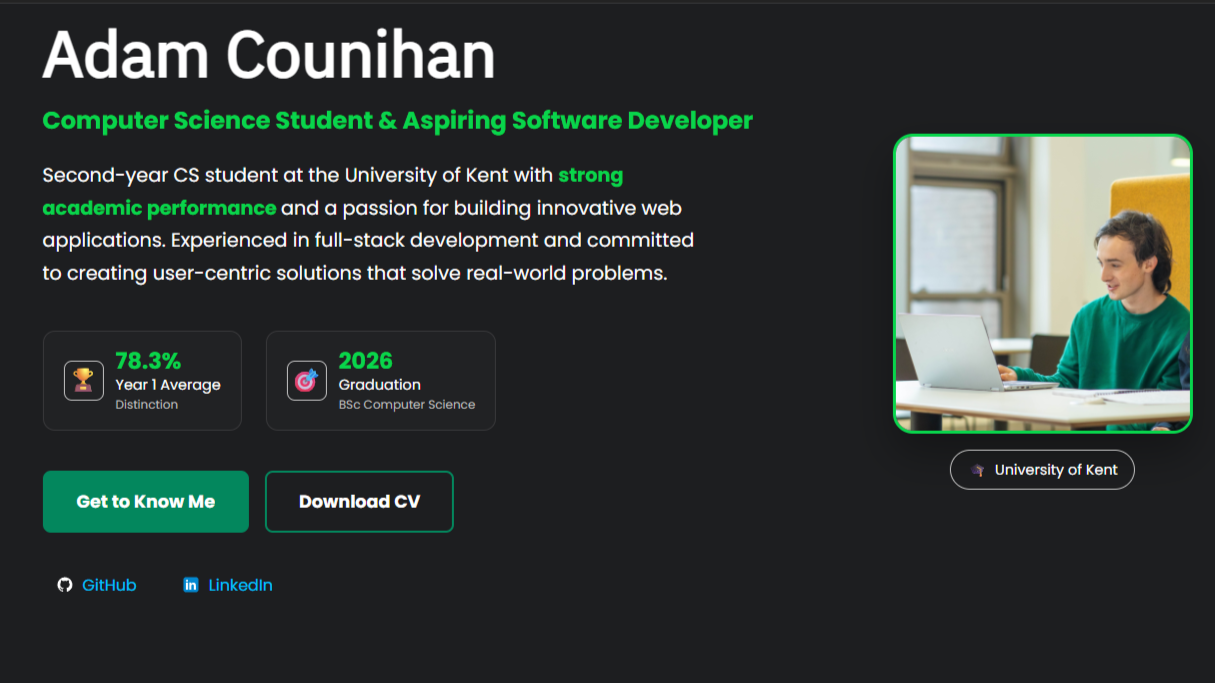 Adam Counihan
Computer Science Student & Aspiring Software Developer
Second-year CS student at the University of Kent with strong
academic performance and a passion for building innovative web
applications. Experienced in full-stack development and committed
to creating user-centric solutions that solve real-world problems.
78.3%
Year 1 Average
Distinction
2026
Graduation
BSc Computer Science
Get to Know Me
Download CV
GitHub
in LinkedIn
University of Kent